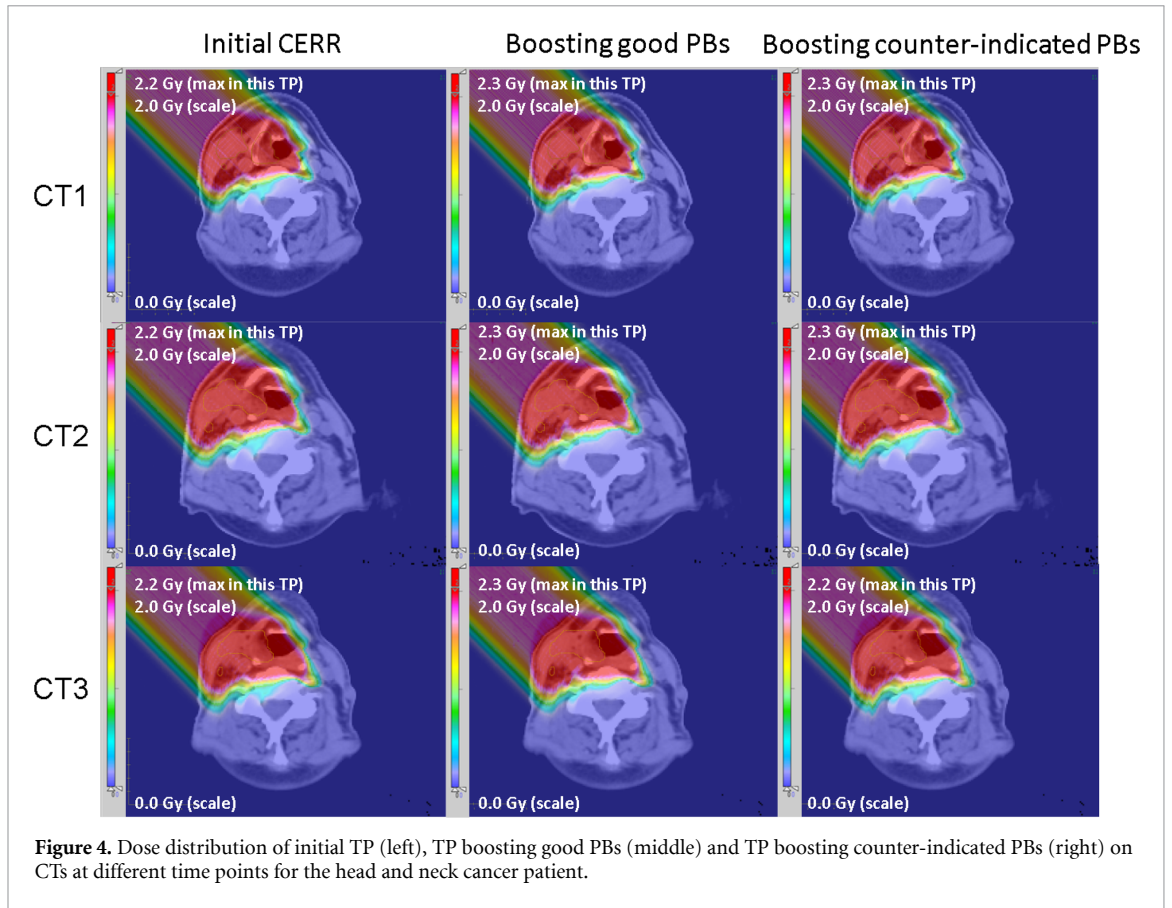 Initial CERR
Boosting good PBs
Boosting counter-indicated PBs
CT1
2.2 Gy (max in this TP)
2.0 Gy (scale)
0.0 Gy (scale)
2.3 Gy (max in this TP)
2.0 Gy (scale)
0.0 Gy (scale)
2.3 Gy (max in this TP)
2.0 Gy (scale)
0.0 Gy (scale)
CT2
2.2 Gy (max in this TP)
2.0 Gy (scale)
0.0 Gy (scale)
2.3 Gy (max in this TP)
2.0 Gy (scale)
0.0 Gy (scale)
2.3 Gy (max in this TP)
2.0 Gy (scale)
0.0 Gy (scale)
CT3
2.2 Gy (max in this TP)
2.0 Gy (scale)
0.0 Gy (scale)
2.3 Gy (max in this TP)
2.0 Gy (scale)
0.0 Gy (scale)
2.2 Gy (max in this TP)
2.0 Gy (scale)
0.0 Gy (scale)
Figure 4. Dose distribution of initial TP (left), TP boosting good PBs (middle) and TP boosting counter-indicated PBs (right) on
CTs at different time points for the head and neck cancer patient.